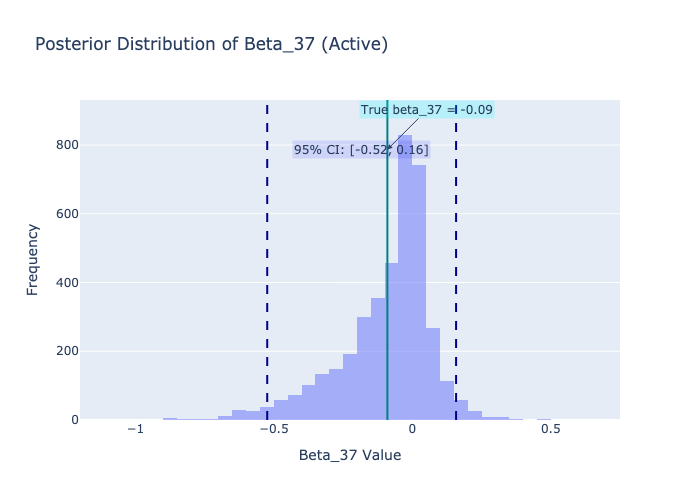 Posterior Distribution of Beta_37 (Active)
True beta_37 = -0.09
95% CI: [-0.52, 0.16]
Frequency
800
600
400
200
0
−1
−0.5
0
0.5
Beta_37 Value